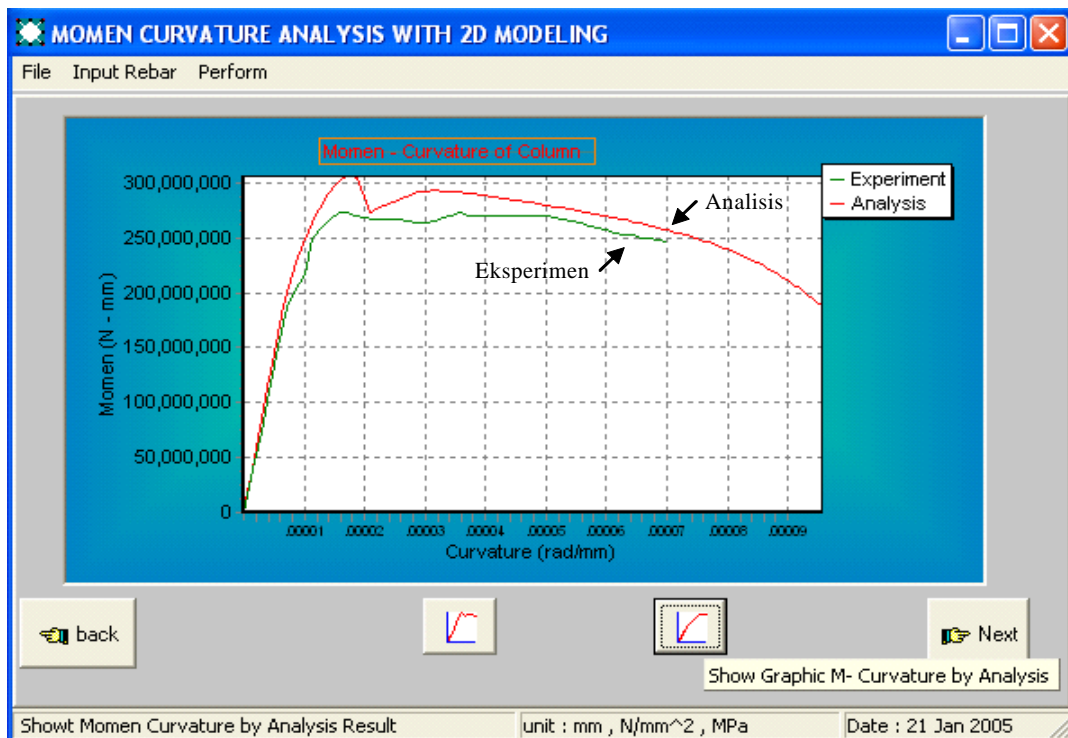 MOMEN CURVATURE ANALYSIS WITH 2D MODELING
File Input Rebar Perform
Momen - Curvature of Column
Experiment
Analysis
Analisis
Eksperimen
Momen (N - mm)
300,000,000
250,000,000
200,000,000
150,000,000
100,000,000
50,000,000
0
.00001 .00002 .00003 .00004 .00005 .00006 .00007 .00008 .00009
Curvature (rad/mm)
back
Next
Show Graphic M- Curvature by Analysis
Showt Momen Curvature by Analysis Result
unit : mm , N/mm^2 , MPa
Date : 21 Jan 2005